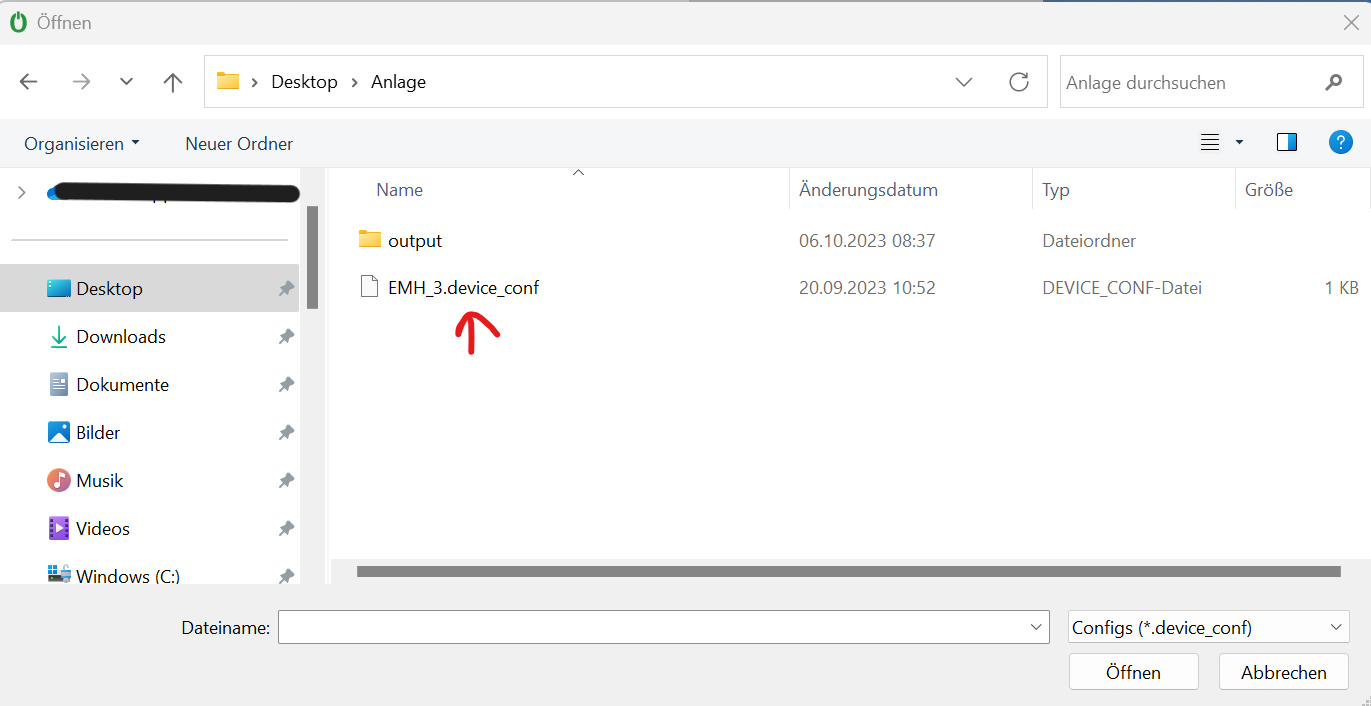 Öffnen
Desktop
Anlage
Anlage durchsuchen
Organisieren
Neuer Ordner
?
Name
Änderungsdatum
Typ
Größe
output
06.10.2023 08:37
Dateiordner
Desktop
EMH_3.device_conf
20.09.2023 10:52
DEVICE_CONF-Datei
1 KB
Downloads
Dokumente
Bilder
Musik
Videos
Windows (C:)
Dateiname:
Configs (*.device_conf)
Öffnen
Abbrechen